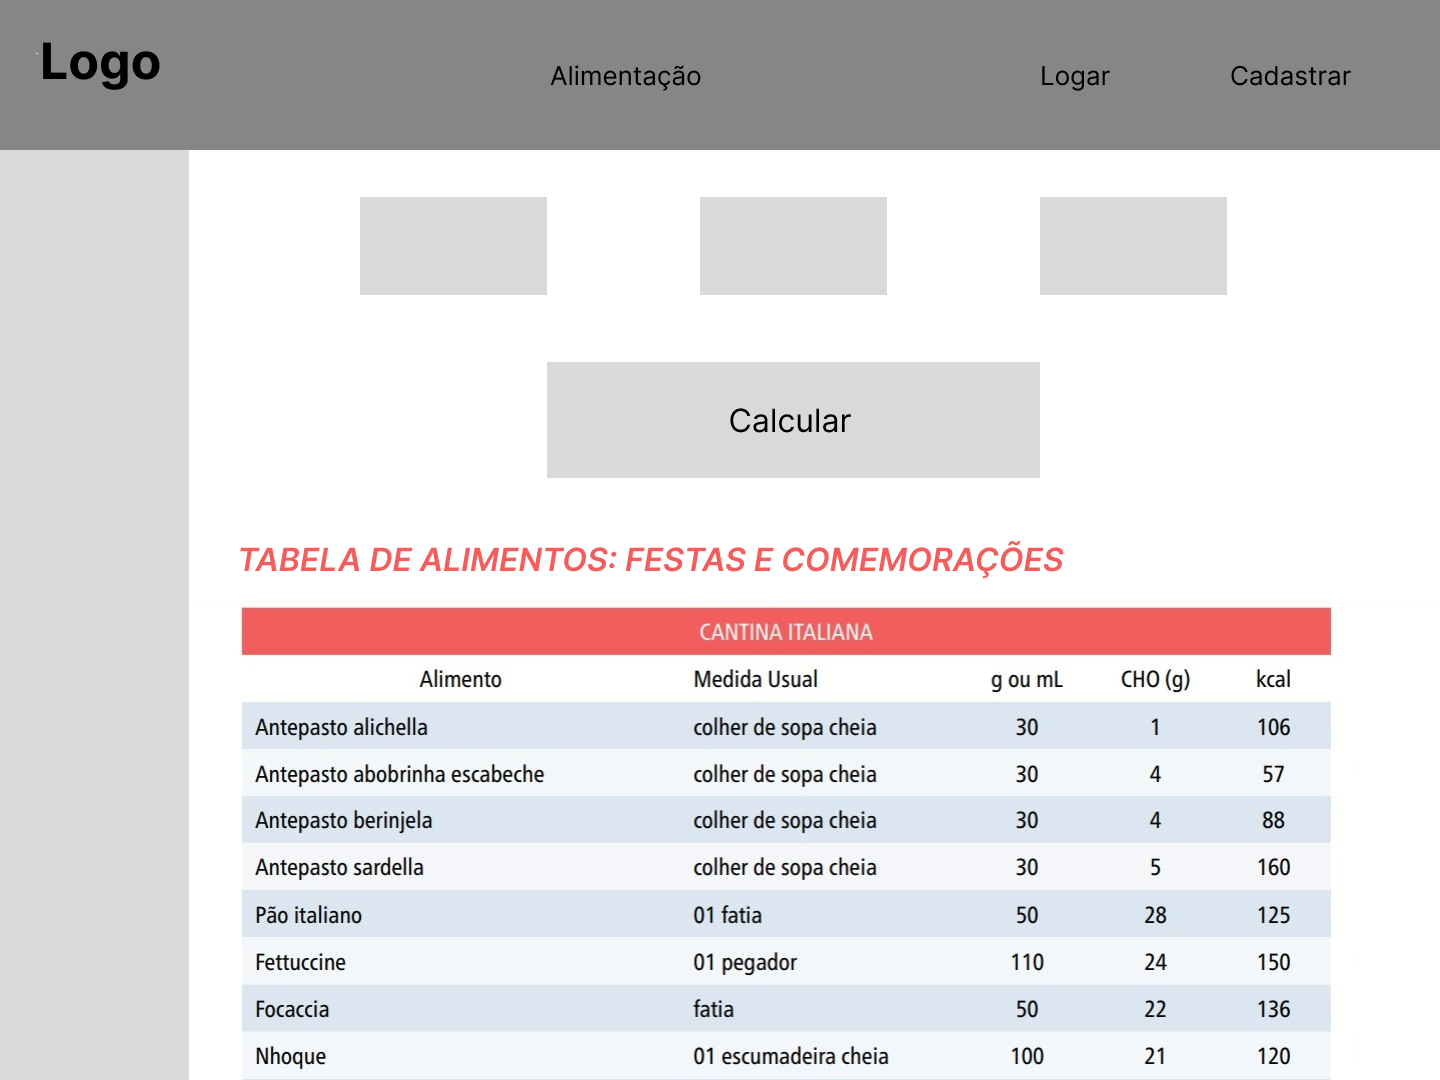 Logo
Alimentação
Logar
Cadastrar
Calcular
TABELA DE ALIMENTOS: FESTAS E COMEMORAÇÕES
CANTINA ITALIANA
Alimento Medida Usual g ou mL CHO (g) kcal
Antepasto alichella colher de sopa cheia 30 1 106
Antepasto abobrinha escabeche colher de sopa cheia 30 4 57
Antepasto berinjela colher de sopa cheia 30 4 88
Antepasto sardella colher de sopa cheia 30 5 160
Pão italiano 01 fatia 50 28 125
Fettuccine 01 pegador 110 24 150
Focaccia fatia 50 22 136
Nhoque 01 escumadeira cheia 100 21 120